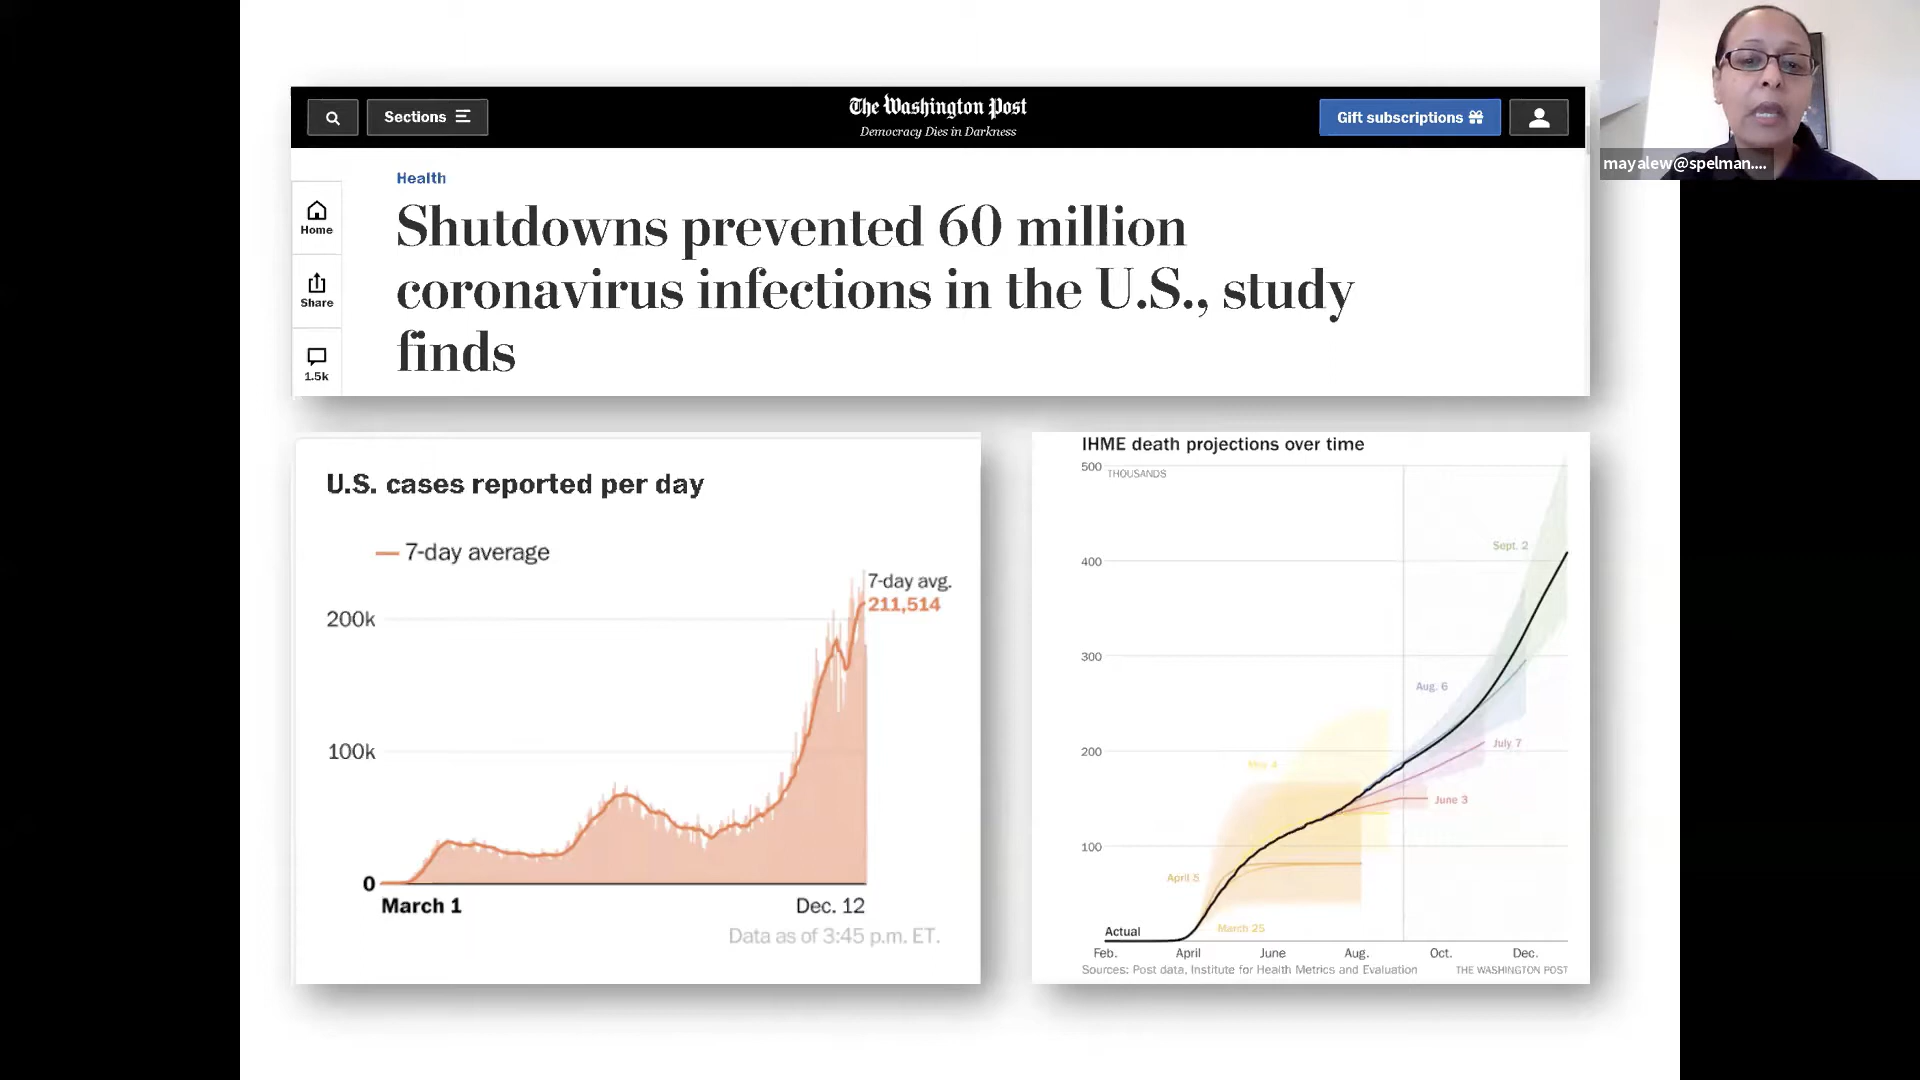 The Washington Post
Democracy Dies in Darkness
Sections
Gift subscriptions
mayalew@spelman....
Home
Share
1.5k
Health
Shutdowns prevented 60 million
coronavirus infections in the U.S., study
finds
U.S. cases reported per day
7-day average
7-day avg.
211,514
200k
100k
0
March 1
Dec. 12
Data as of 3:45 p.m. ET.
IHME death projections over time
500 THOUSANDS
Sept. 2
400
300
Aug. 6
July 7
200
May 4
June 3
100
April 5
March 25
Actual
Feb. April June Aug. Oct. Dec.
Sources: Post data, Institute for Health Metrics and Evaluation THE WASHINGTON POST